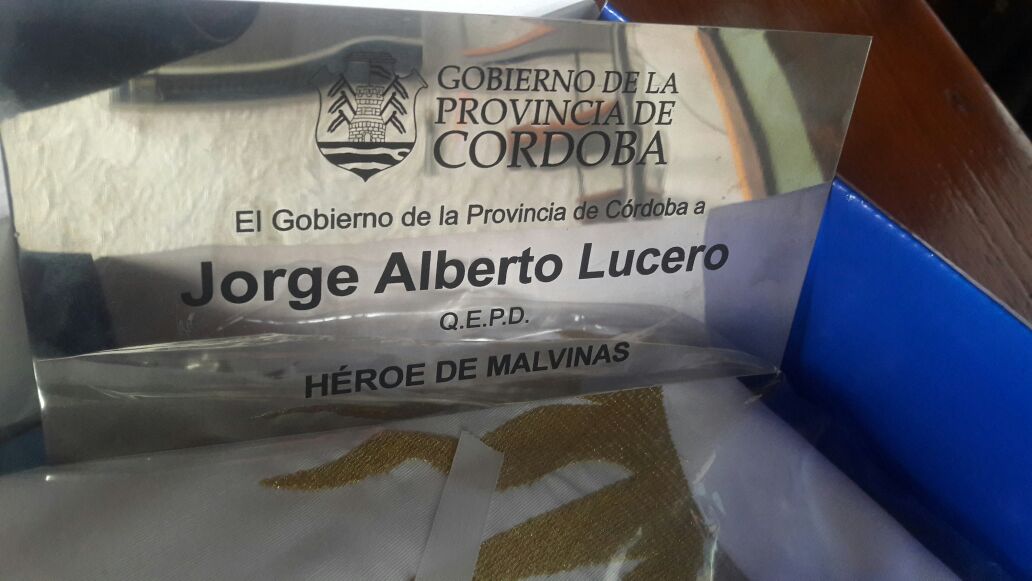 GOBIERNO DE LA
PROVINCIA DE
CORDOBA
El Gobierno de la Provincia de Córdoba a
Jorge Alberto Lucero
Q.E.P.D.
HÉROE DE MALVINAS